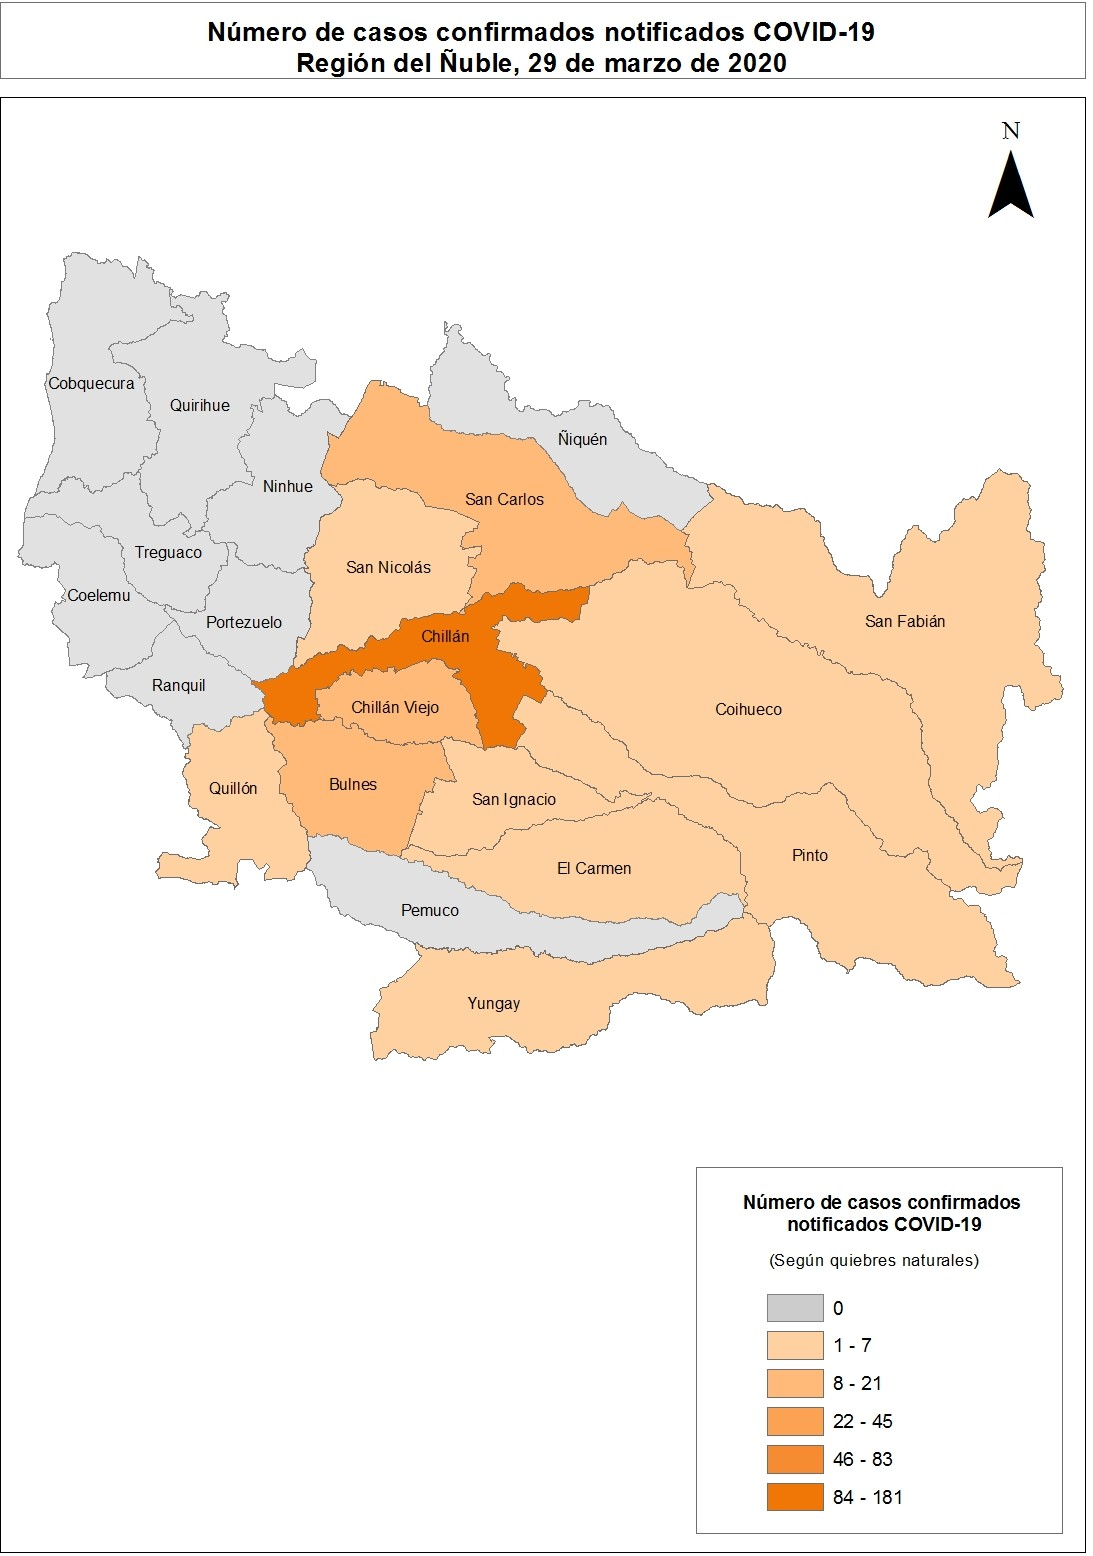 Número de casos confirmados notificados COVID-19
Región del Ñuble, 29 de marzo de 2020
N
Cobquecura
Quirihue
Ñiquén
Ninhue
San Carlos
Treguaco
San Nicolás
Coelemu
Portezuelo
San Fabián
Chillán
Ranquil
Chillán Viejo
Coihueco
Quillón
Bulnes
San Ignacio
Pinto
El Carmen
Pemuco
Yungay
Número de casos confirmados
notificados COVID-19
(Según quiebres naturales)
0
1 - 7
8 - 21
22 - 45
46 - 83
84 - 181